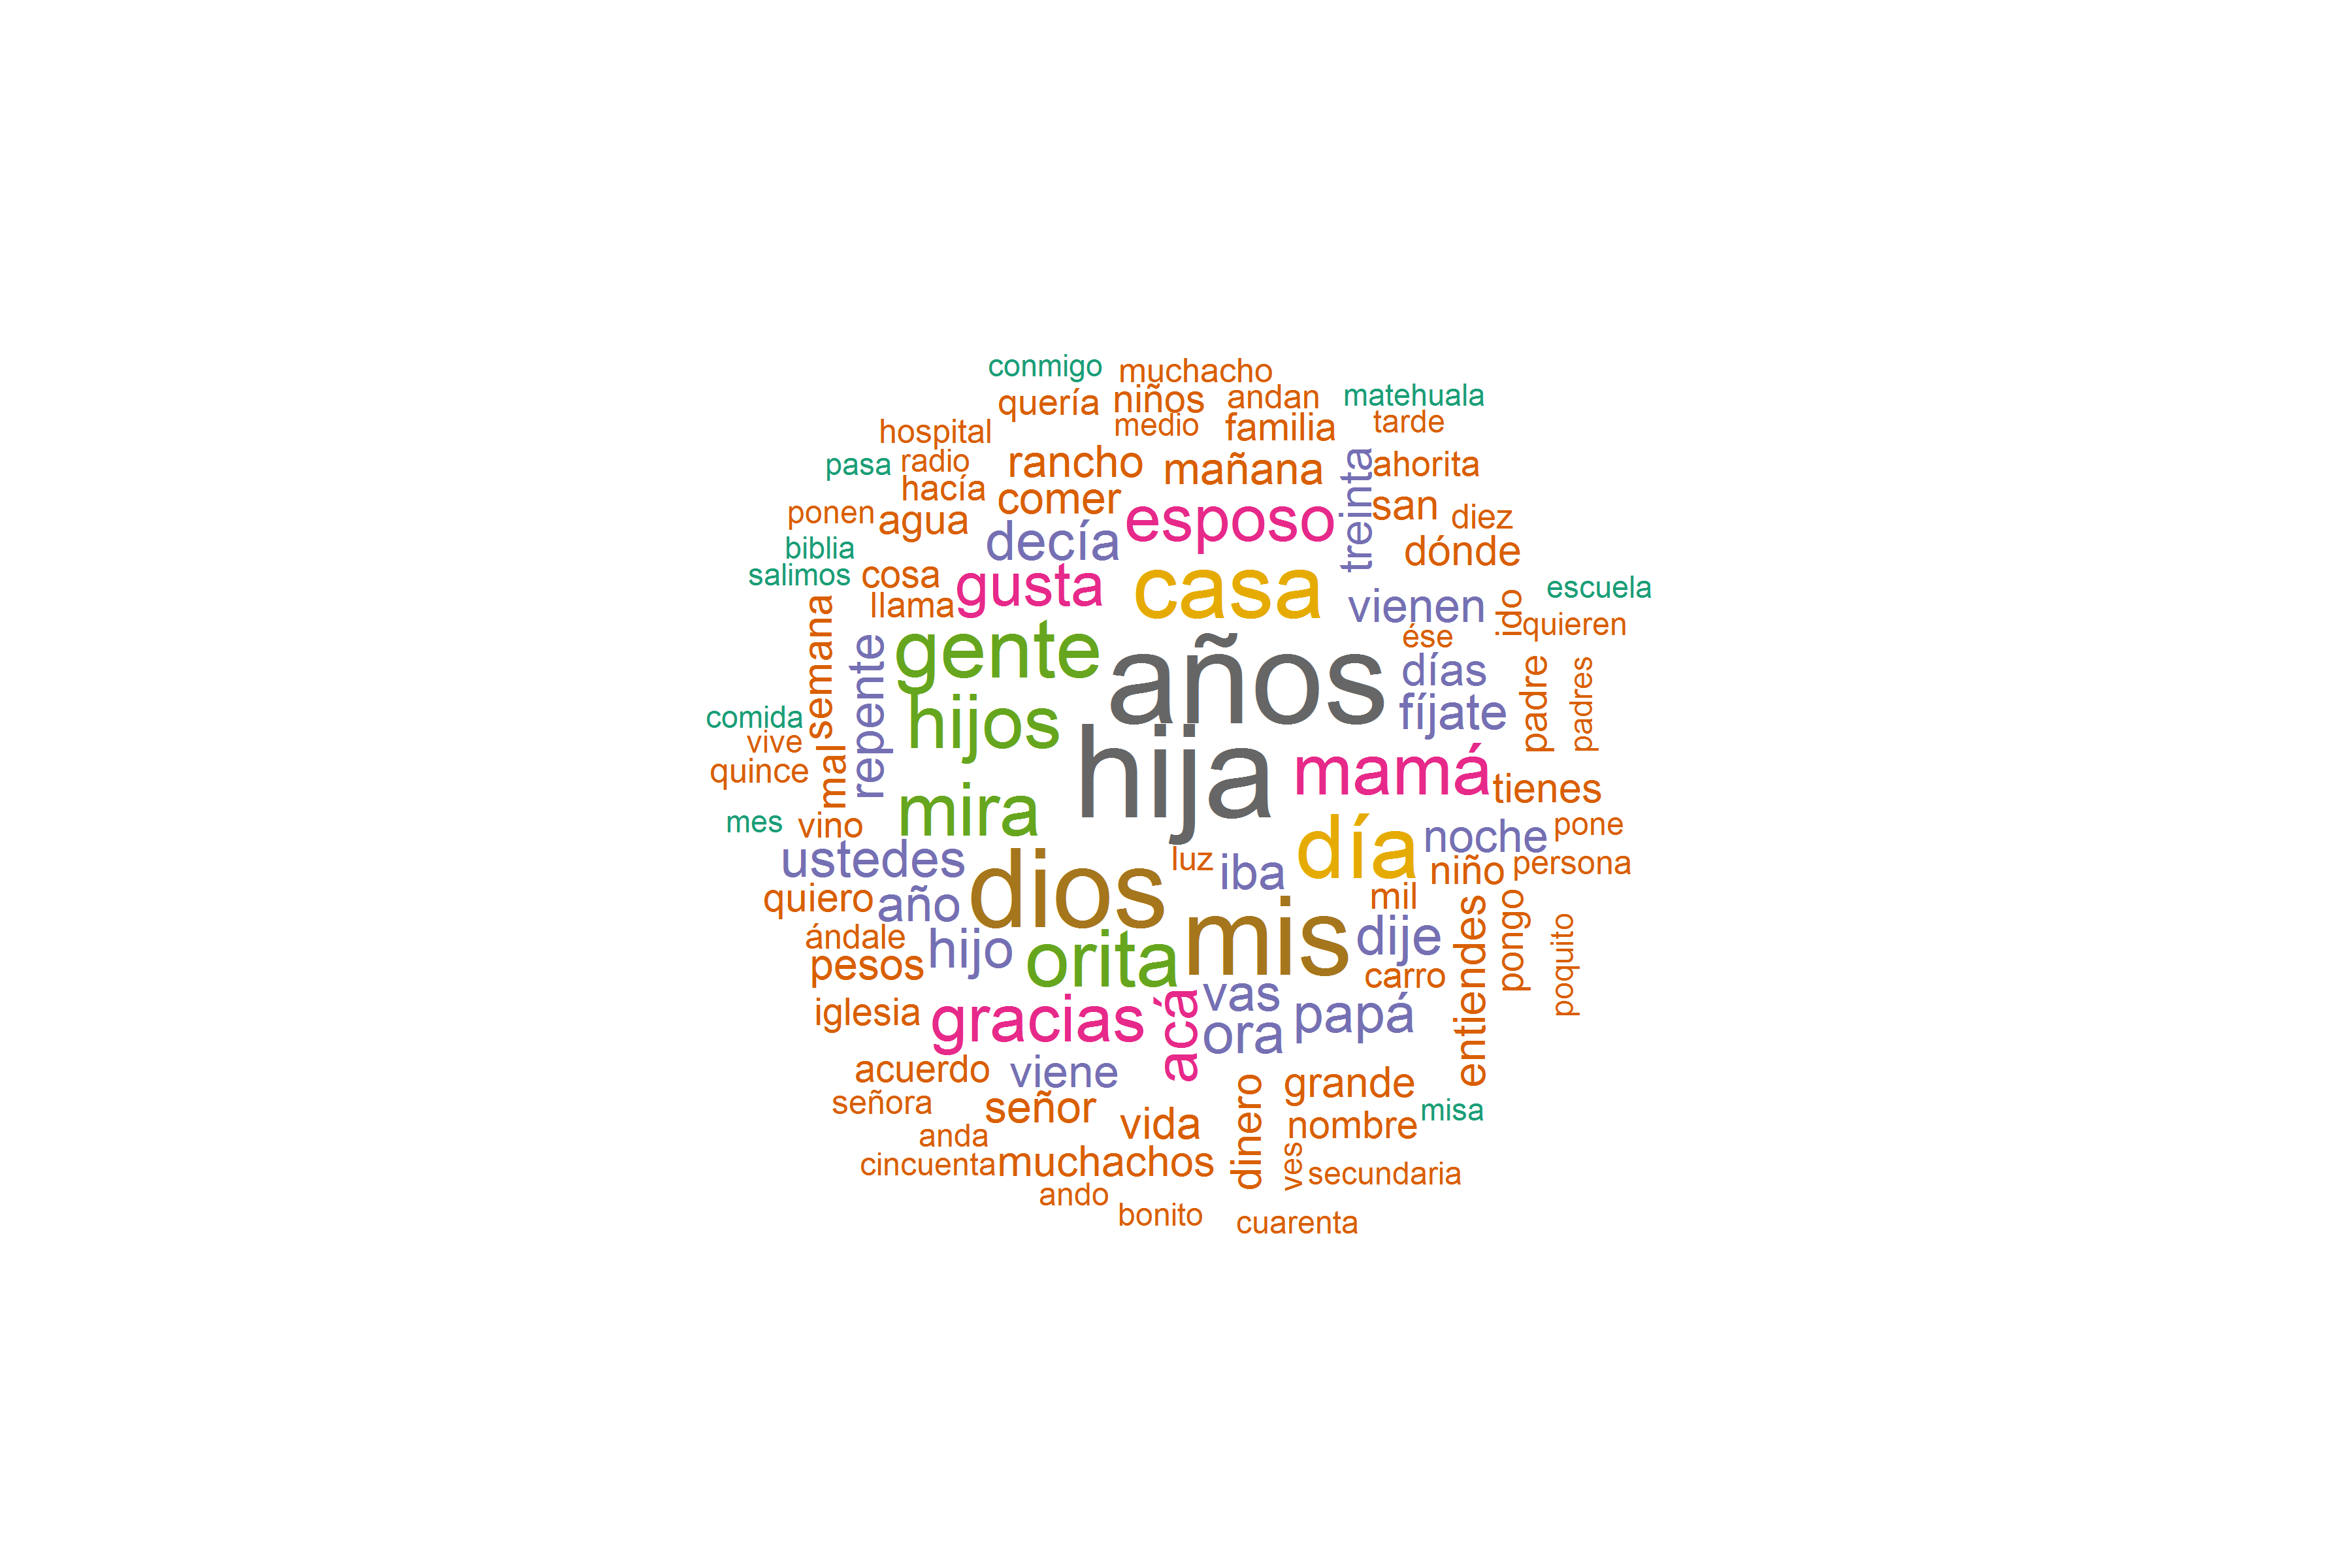 conmigo
muchacho
quería
niños
andan
matehuala
hospital
medio
familia
tarde
pasa
radio
rancho
mañana
treinta
ahorita
hacía
comer
esposo
san
diez
ponen
agua
decía
dónde
biblia
salimos
cosa
gusta
casa
vienen
ido
escuela
llama
quieren
semana
repente
gente
años
ése
días
padre
padres
comida
hijos
fíjate
vive
quince
mal
hija
mamá
tienes
mira
mes
vino
día
noche
pone
ustedes
dios
luz
iba
niño
persona
quiero
año
mis
mil
entiendes
pongo
poquito
ándale
hijo
orita
dije
pesos
carro
iglesia
gracias
acá
vas
papá
ora
acuerdo
viene
dinero
grande
señora
señor
vida
nombre
misa
anda
cincuenta
muchachos
ves
secundaria
ando
bonito
cuarenta